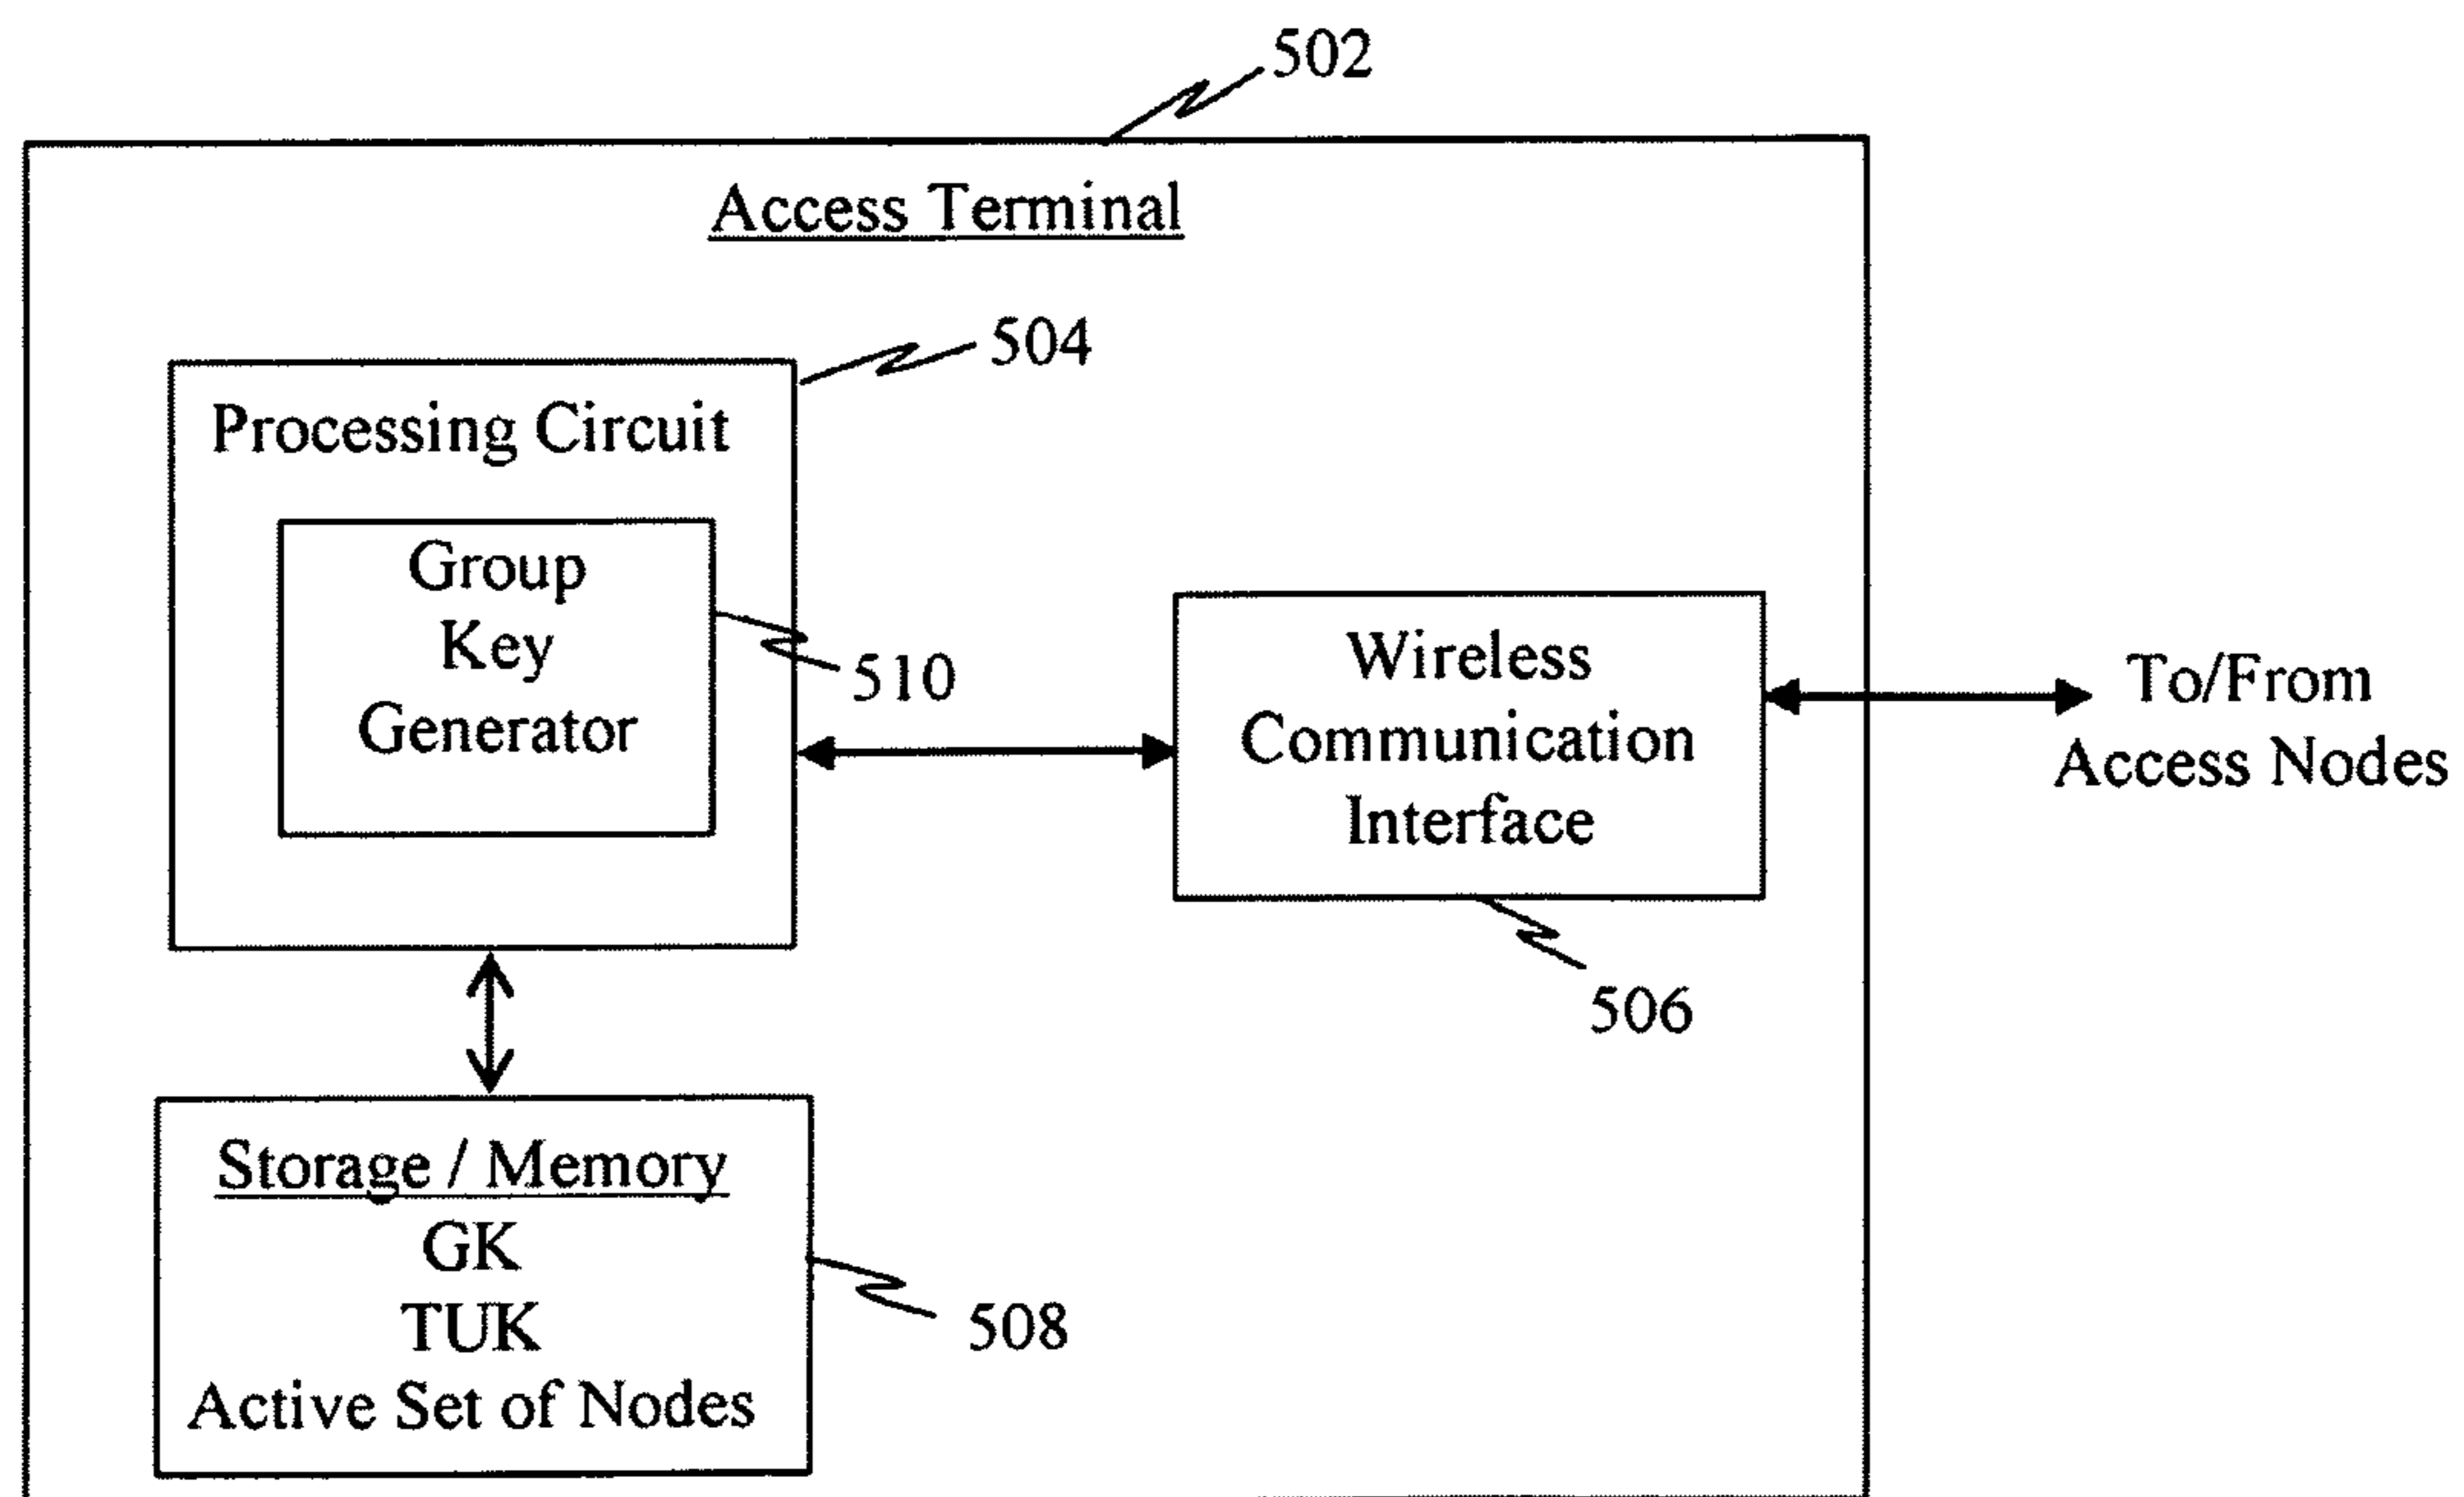 502
Access Terminal
504
Processing Circuit
Group
Key
Generator
510
Wireless
Communication
Interface
506
To/From
Access Nodes
Storage / Memory
GK
TUK
Active Set of Nodes
508